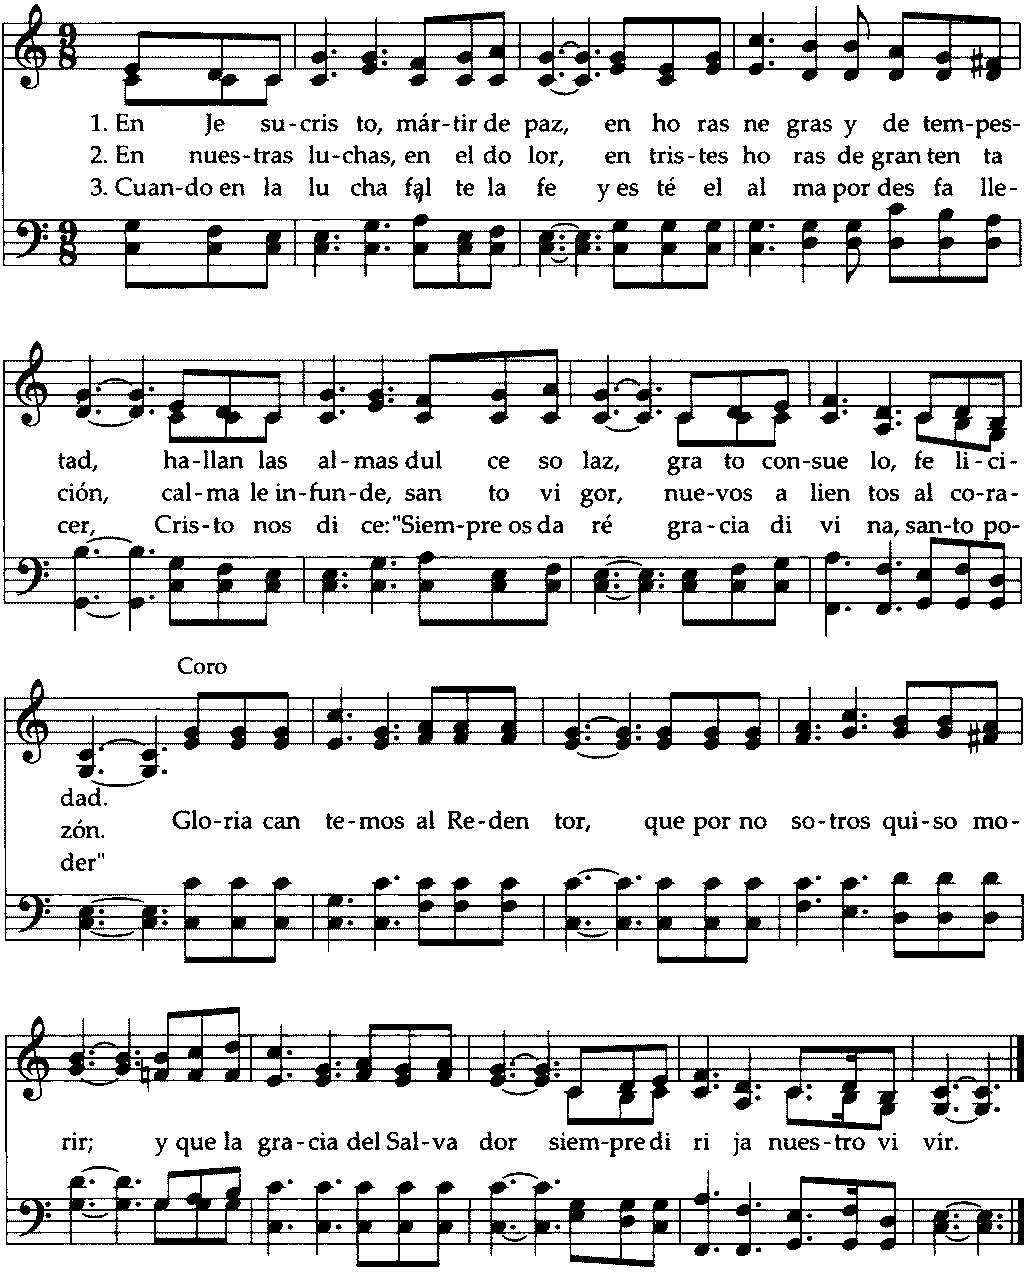 1. En Je su-cris to, már-tir de paz, en ho ras ne gras y de tem-pes-
2. En nues-tras lu-chas, en el do lor, en tris-tes ho ras de gran ten ta
3. Cuan-do en la lu cha fal te la fe y es té el al ma por des fa lle-
tad, ha-llan las al-mas dul ce so laz, gra to con-sue lo, fe li-ci-
ción, cal-ma le in-fun-de, san to vi gor, nue-vos a lien tos al co-ra-
cer, Cris-to nos di ce:"Siem-pre os da ré gra-cia di vi na, san-to po-
Coro
dad.
zón. Glo-ria can te-mos al Re-den tor, que por no so-tros qui-so mo-
der"
rir; y que la gra-cia del Sal-va dor siem-pre di ri ja nues-tro vi vir.